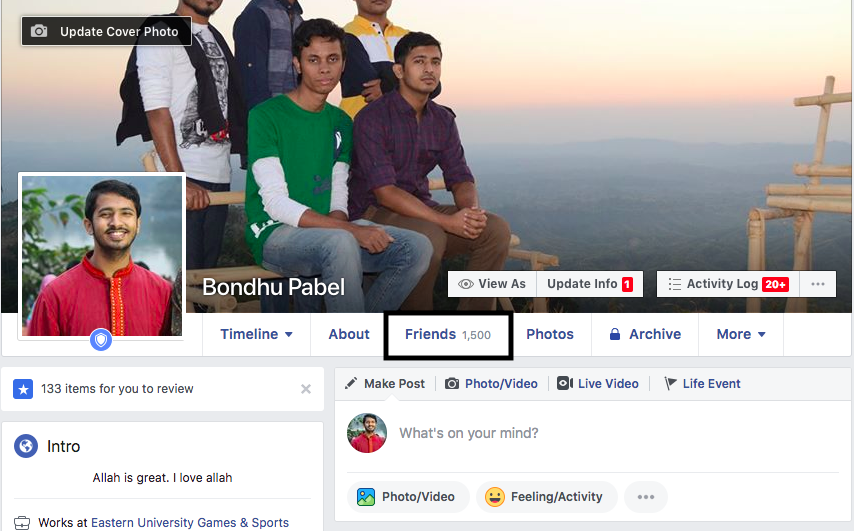 Update Cover Photo
Bondhu Pabel
View As
Update Info 1
Activity Log 20+
Timeline
About
Friends 1,500
Photos
Archive
More
133 items for you to review
Make Post
Photo/Video
Live Video
Life Event
Intro
What's on your mind?
Allah is great. I love allah
Photo/Video
Feeling/Activity
Works at Eastern University Games & Sports